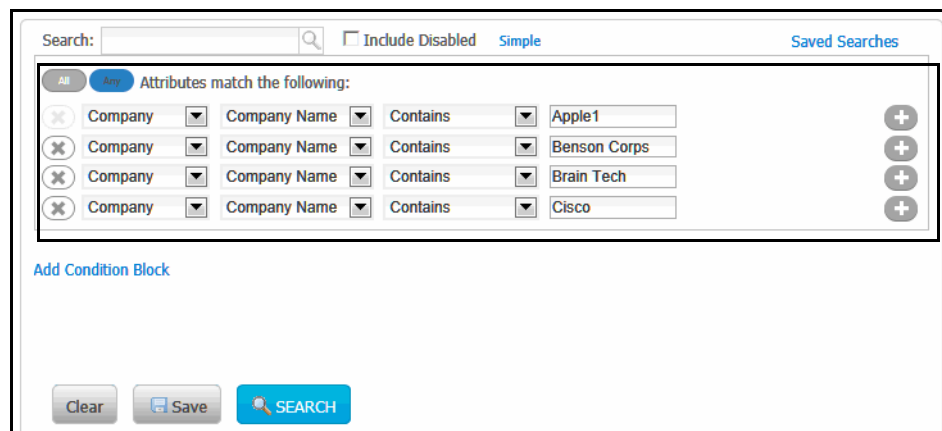 Search: Include Disabled Simple Saved Searches
All Any Attributes match the following:
Company Company Name Contains Apple1
Company Company Name Contains Benson Corps
Company Company Name Contains Brain Tech
Company Company Name Contains Cisco
Add Condition Block
Clear Save SEARCH